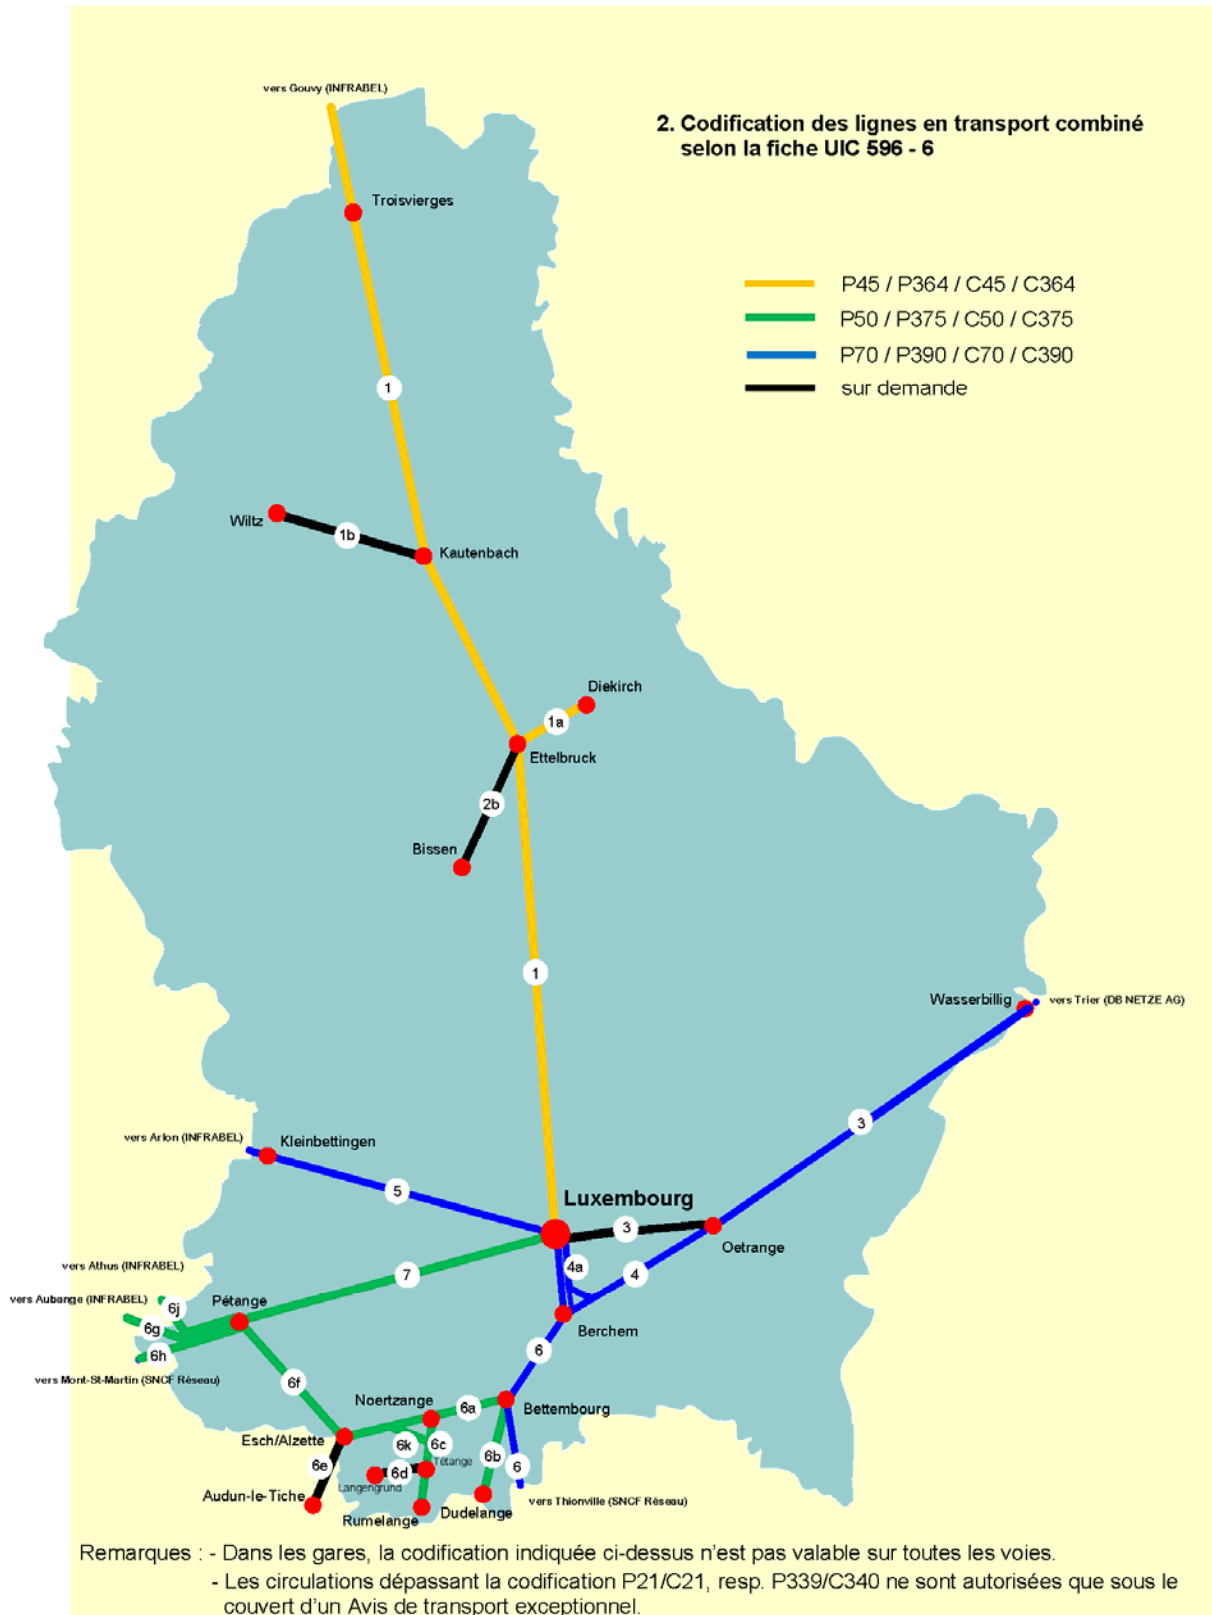 vers Gouvy (INFRABEL)
2. Codification des lignes en transport combiné
selon la fiche UIC 596 - 6
Troisvierges
P45 / P364 / C45 / C364
P50 / P375 / C50 / C375
P70 / P390 / C70 / C390
sur demande
1
Wiltz
1b
Kautenbach
Diekirch
1a
Ettelbruck
2b
Bissen
1
Wasserbillig
vers Trier (DB NETZE AG)
3
vers Arlon (INFRABEL)
Kleinbettingen
5
Luxembourg
3
Oetrange
4a
4
vers Athus (INFRABEL)
7
vers Aubange (INFRABEL)
6j
Pétange
6g
Berchem
6h
6
vers Mont-St-Martin (SNCF Réseau)
6f
Noertzange
6a
Bettembourg
Esch/Alzette
6k
6c
6b
6
6e
6d
Tétange
Langengrund
Audun-le-Tiche
Rumelange
Dudelange
vers Thionville (SNCF Réseau)
Remarques : - Dans les gares, la codification indiquée ci-dessus n'est pas valable sur toutes les voies.
- Les circulations dépassant la codification P21/C21, resp. P339/C340 ne sont autorisées que sous le
couvert d'un Avis de transport exceptionnel.